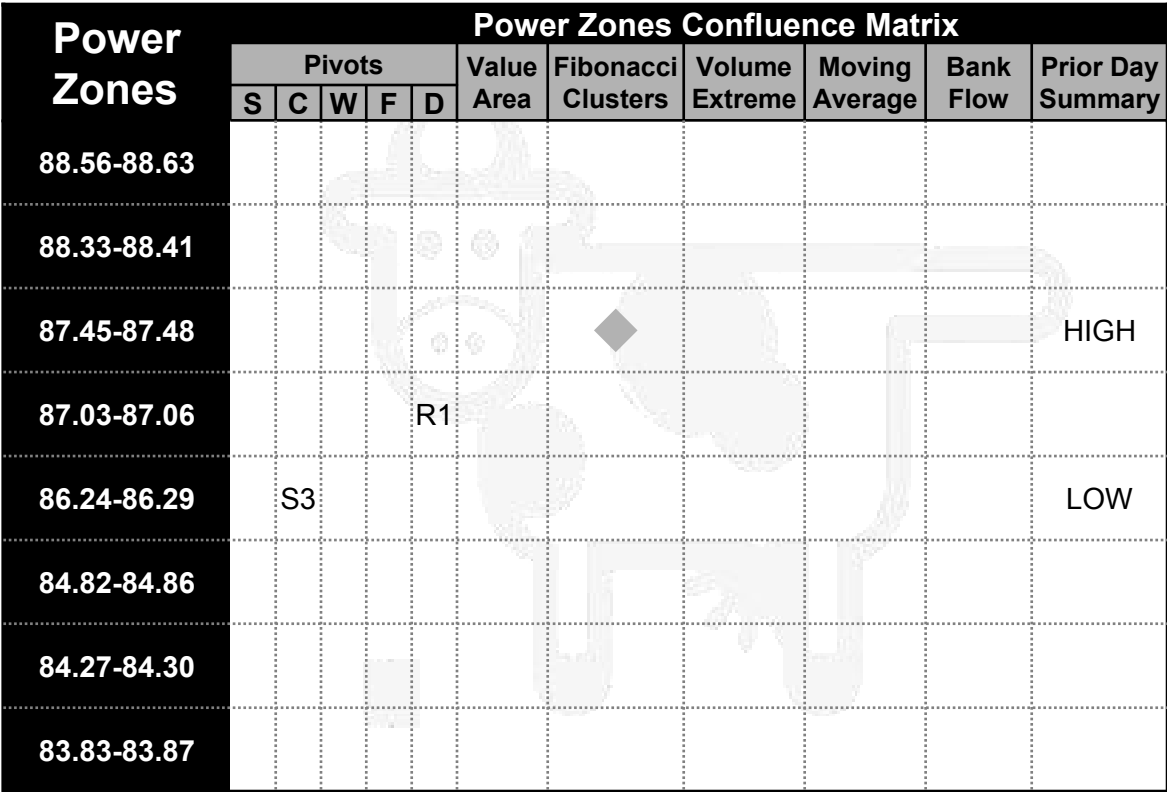 Power Zones
Power Zones Confluence Matrix
Pivots
S C W F D
Value Area
Fibonacci Clusters
Volume Extreme
Moving Average
Bank Flow
Prior Day Summary
88.56-88.63
88.33-88.41
87.45-87.48 HIGH
87.03-87.06 R1
86.24-86.29 S3 LOW
84.82-84.86
84.27-84.30
83.83-83.87